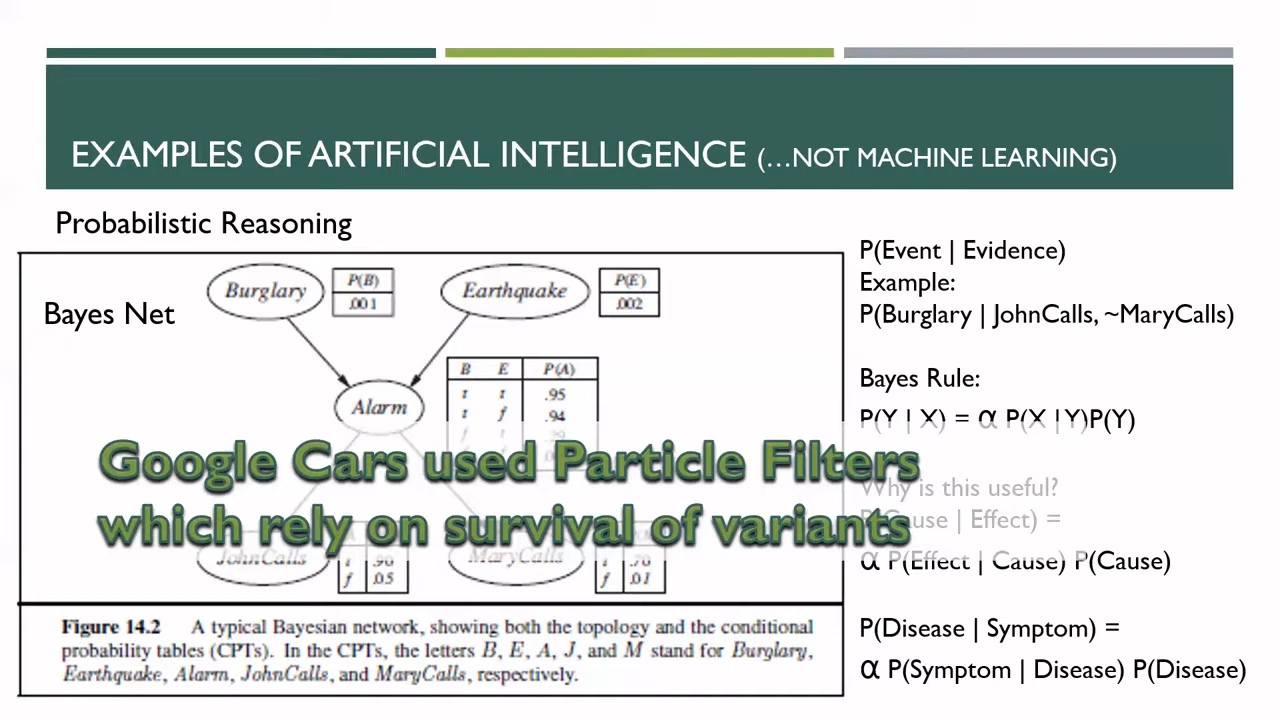 EXAMPLES OF ARTIFICIAL INTELLIGENCE (…NOT MACHINE LEARNING)
Probabilistic Reasoning
Bayes Net
Burglary
P(B)
.001
Earthquake
P(E)
.002
Alarm
B E P(A)
t t .95
t f .94
f t .29
Google Cars used Particle Filters
which rely on survival of variants
JohnCalls
t .90
f .05
MaryCalls
t .70
f .01
Figure 14.2 A typical Bayesian network, showing both the topology and the conditional
probability tables (CPTs). In the CPTs, the letters B, E, A, J, and M stand for Burglary,
Earthquake, Alarm, JohnCalls, and MaryCalls, respectively.
P(Event | Evidence)
Example:
P(Burglary | JohnCalls, ~MaryCalls)
Bayes Rule:
P(Y | X) = α P(X | Y)P(Y)
Why is this useful?
P(Cause | Effect) =
α P(Effect | Cause) P(Cause)
P(Disease | Symptom) =
α P(Symptom | Disease) P(Disease)